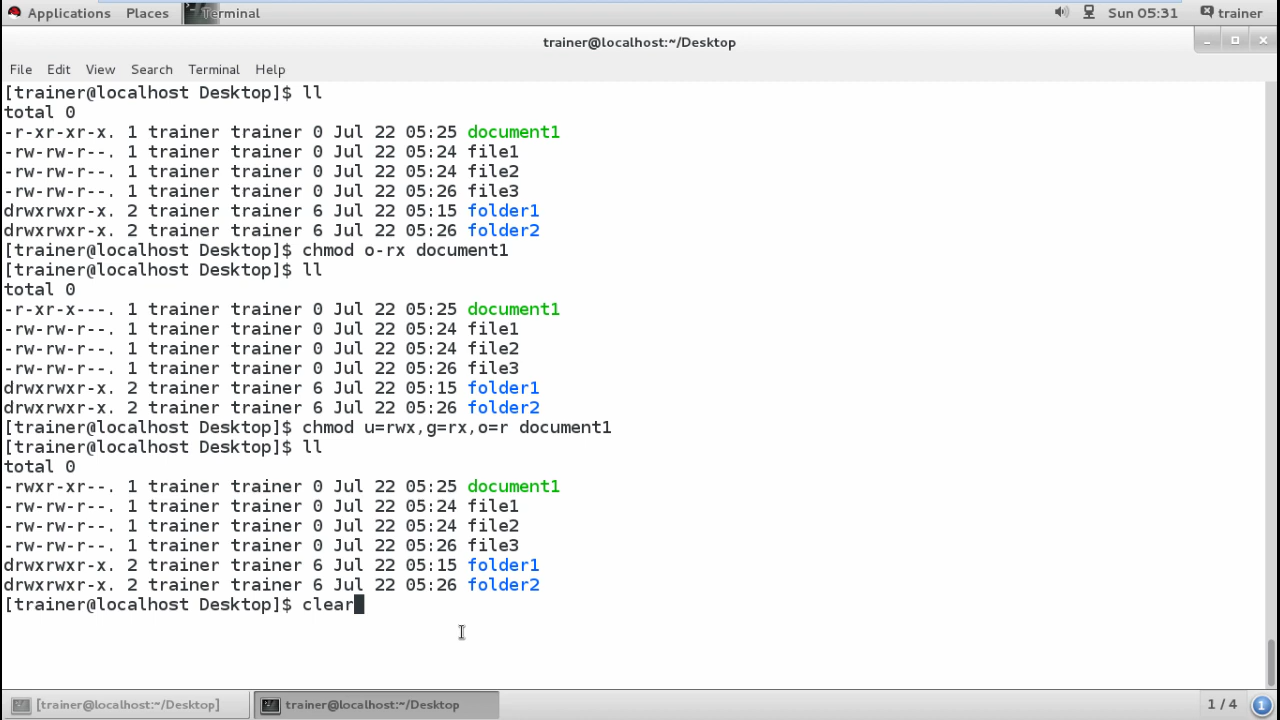 Applications Places Terminal Sun 05:31 trainer
trainer@localhost:~/Desktop
File Edit View Search Terminal Help
[trainer@localhost Desktop]$ ll
total 0
-r-xr-xr-x. 1 trainer trainer 0 Jul 22 05:25 document1
-rw-rw-r--. 1 trainer trainer 0 Jul 22 05:24 file1
-rw-rw-r--. 1 trainer trainer 0 Jul 22 05:24 file2
-rw-rw-r--. 1 trainer trainer 0 Jul 22 05:26 file3
drwxrwxr-x. 2 trainer trainer 6 Jul 22 05:15 folder1
drwxrwxr-x. 2 trainer trainer 6 Jul 22 05:26 folder2
[trainer@localhost Desktop]$ chmod o-rx document1
[trainer@localhost Desktop]$ ll
total 0
-r-xr-x---. 1 trainer trainer 0 Jul 22 05:25 document1
-rw-rw-r--. 1 trainer trainer 0 Jul 22 05:24 file1
-rw-rw-r--. 1 trainer trainer 0 Jul 22 05:24 file2
-rw-rw-r--. 1 trainer trainer 0 Jul 22 05:26 file3
drwxrwxr-x. 2 trainer trainer 6 Jul 22 05:15 folder1
drwxrwxr-x. 2 trainer trainer 6 Jul 22 05:26 folder2
[trainer@localhost Desktop]$ chmod u=rwx,g=rx,o=r document1
[trainer@localhost Desktop]$ ll
total 0
-rwxr-xr--. 1 trainer trainer 0 Jul 22 05:25 document1
-rw-rw-r--. 1 trainer trainer 0 Jul 22 05:24 file1
-rw-rw-r--. 1 trainer trainer 0 Jul 22 05:24 file2
-rw-rw-r--. 1 trainer trainer 0 Jul 22 05:26 file3
drwxrwxr-x. 2 trainer trainer 6 Jul 22 05:15 folder1
drwxrwxr-x. 2 trainer trainer 6 Jul 22 05:26 folder2
[trainer@localhost Desktop]$ clear
[trainer@localhost:~/Desktop] trainer@localhost:~/Desktop 1 / 4 1